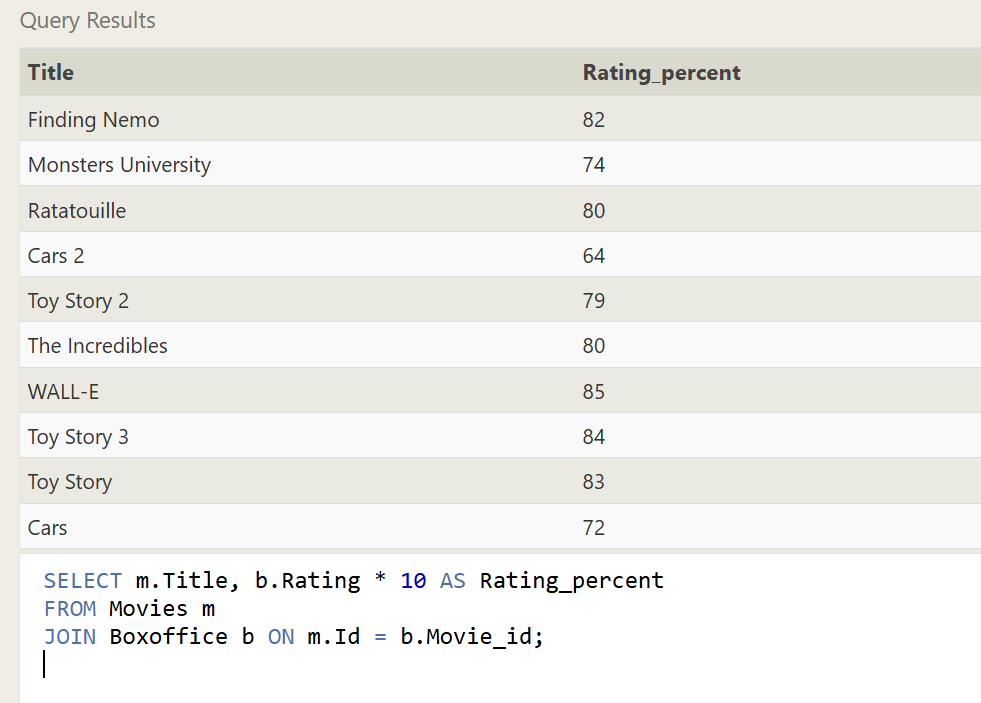 Query Results
Title Rating_percent
Finding Nemo 82
Monsters University 74
Ratatouille 80
Cars 2 64
Toy Story 2 79
The Incredibles 80
WALL-E 85
Toy Story 3 84
Toy Story 83
Cars 72
SELECT m.Title, b.Rating * 10 AS Rating_percent
FROM Movies m
JOIN Boxoffice b ON m.Id = b.Movie_id;